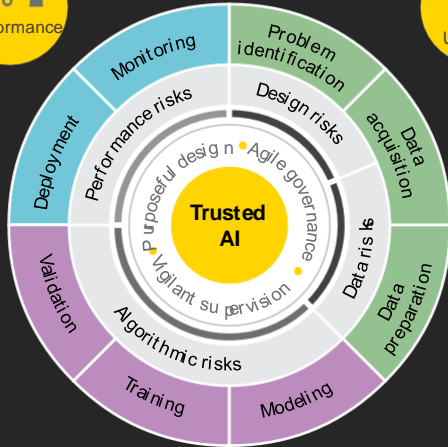 ormance
U
Monitoring
Problem
identification
Deployment
Performance risks
Design risks
Data
acquisition
Purposeful design
Agile governance
Trusted
AI
Vigilant supervision
Data risks
Validation
Algorithmic risks
Data
preparation
Training
Modeling